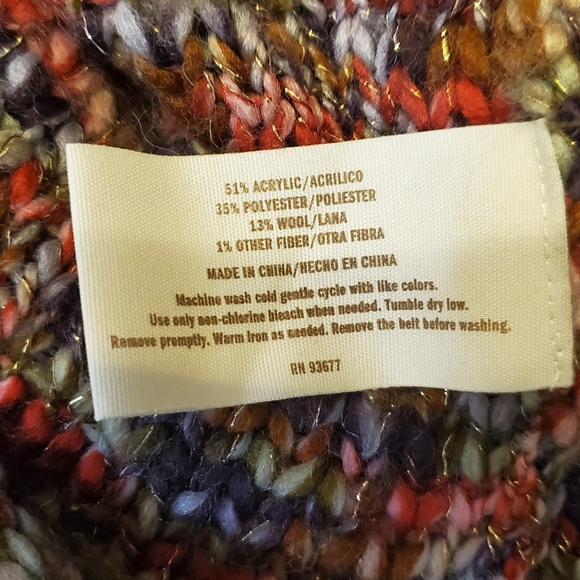 51% ACRYLIC/ACRILICO
35% POLYESTER/POLIESTER
13% WOOL/LANA
1% OTHER FIBER/OTRA FIBRA
MADE IN CHINA/HECHO EN CHINA
Machine wash cold gentle cycle with like colors.
Use only non-chlorine bleach when needed. Tumble dry low.
Remove promptly. Warm iron as needed. Remove the belt before washing.
RN 93677